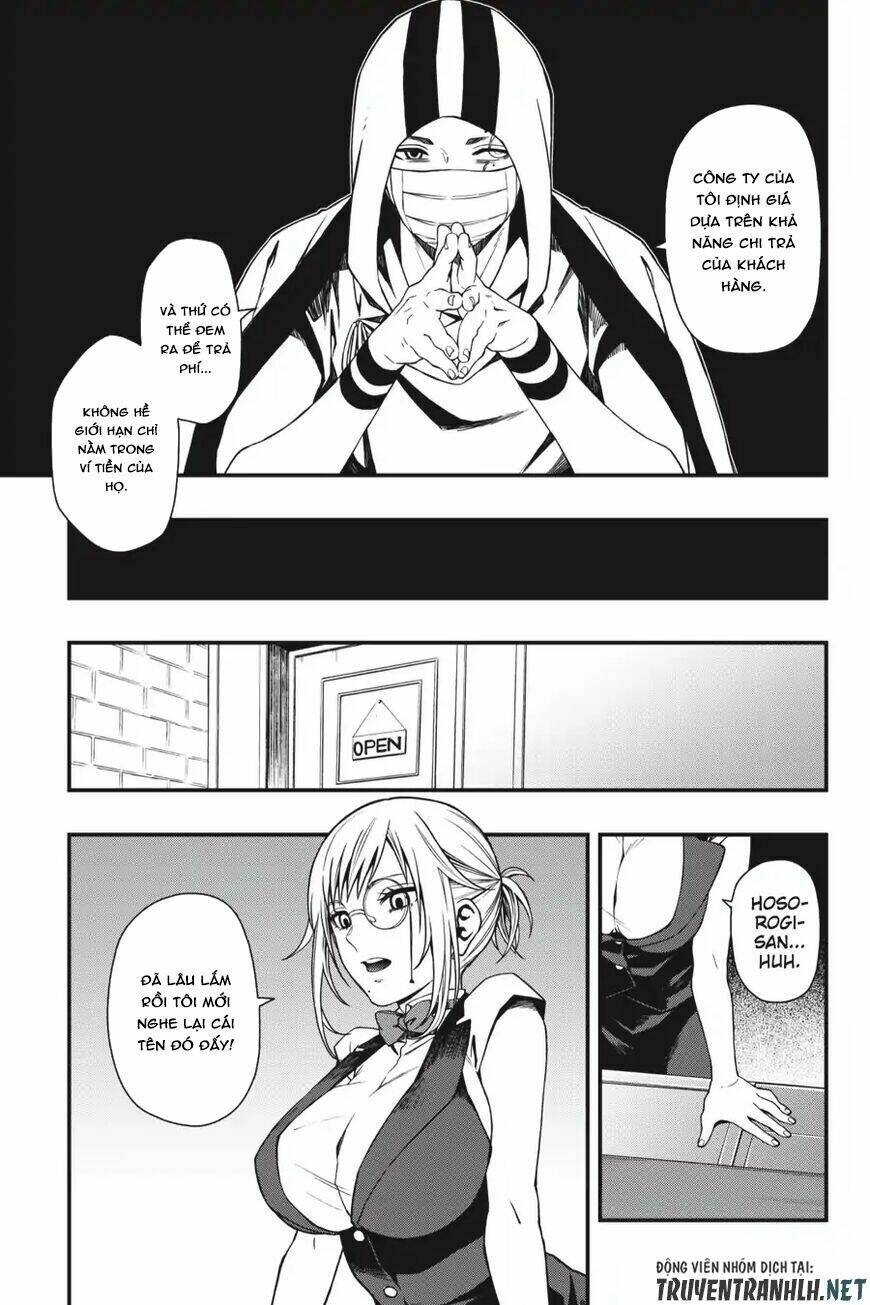 CÔNG TY CỦA
TÔI ĐỊNH GIÁ
DỰA TRÊN KHẢ
NĂNG CHI TRẢ
CỦA KHÁCH
HÀNG.
VÀ THỨ CÓ
THỂ ĐEM
RA ĐỂ TRẢ
PHÍ...
KHÔNG HỀ
GIỚI HẠN CHỈ
NẰM TRONG
VÍ TIỀN CỦA
HỌ.
OPEN
HOSO-
ROGI-
SAN...
HUH.
ĐÃ LÂU LẮM
RỒI TÔI MỚI
NGHE LẠI CÁI
TÊN ĐÓ ĐẤY!
ĐỘNG VIÊN NHÓM DỊCH TẠI:
TRUYENTRANHLH.NET